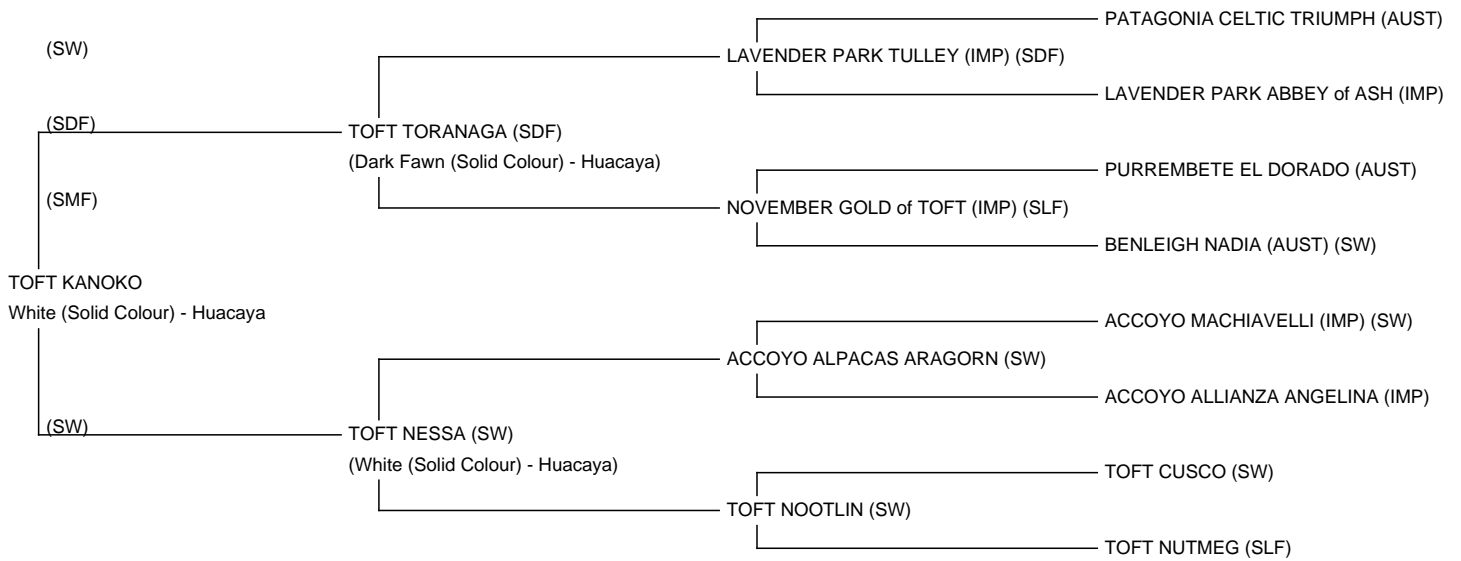 PATAGONIA CELTIC TRIUMPH (AUST)
(SW)
LAVENDER PARK TULLEY (IMP) (SDF)
LAVENDER PARK ABBEY of ASH (IMP)
(SDF)
TOFT TORANAGA (SDF)
(Dark Fawn (Solid Colour) - Huacaya)
PURREMBETE EL DORADO (AUST)
(SMF)
NOVEMBER GOLD of TOFT (IMP) (SLF)
BENLEIGH NADIA (AUST) (SW)
TOFT KANOKO
White (Solid Colour) - Huacaya
ACCOYO MACHIAVELLI (IMP) (SW)
ACCOYO ALPACAS ARAGORN (SW)
ACCOYO ALLIANZA ANGELINA (IMP)
(SW)
TOFT NESSA (SW)
(White (Solid Colour) - Huacaya)
TOFT CUSCO (SW)
TOFT NOOTLIN (SW)
TOFT NUTMEG (SLF)